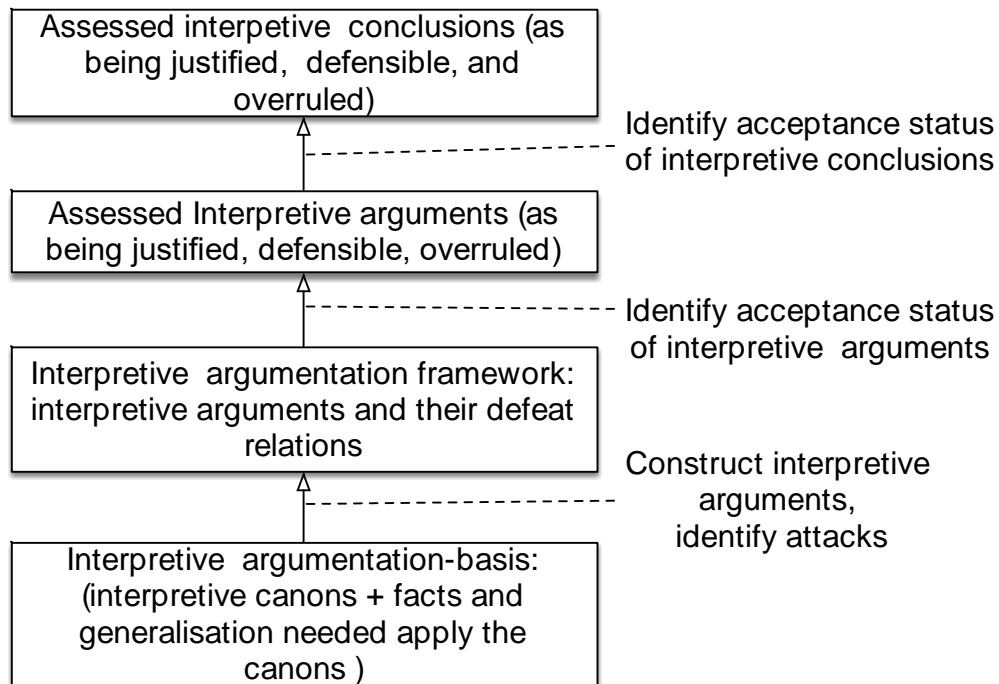 Assessed interpetive conclusions (as
being justified, defensible, and
overruled)
Identify acceptance status
of interpretive conclusions
Assessed Interpretive arguments (as
being justified, defensible, overruled)
Identify acceptance status
of interpretive arguments
Interpretive argumentation framework:
interpretive arguments and their defeat
relations
Construct interpretive
arguments,
identify attacks
Interpretive argumentation-basis:
(interpretive canons + facts and
generalisation needed apply the
canons )